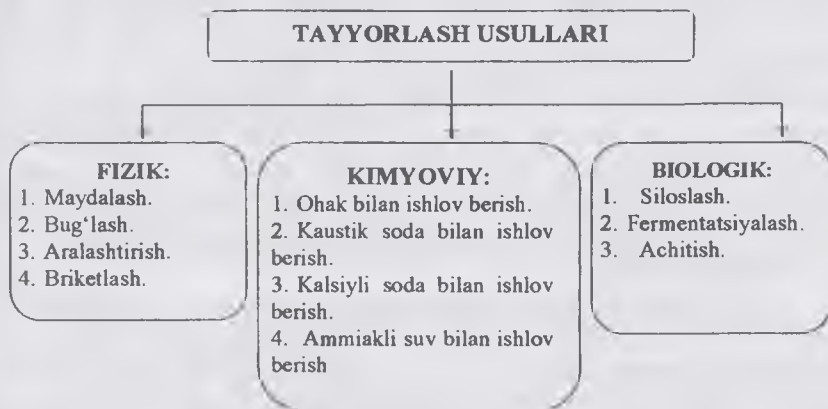 TAYYORLASH USULLARI
FIZIK:
1. Maydalash.
2. Bug‘lash.
3. Aralashtirish.
4. Briketlash.
KIMYOVIY:
1. Ohak bilan ishlov berish.
2. Kaustik soda bilan ishlov
berish.
3. Kalsiyli soda bilan ishlov
berish.
4. Ammiakli suv bilan ishlov
berish
BIOLOGIK:
1. Siloslash.
2. Fermentatsiyalash.
3. Achitish.